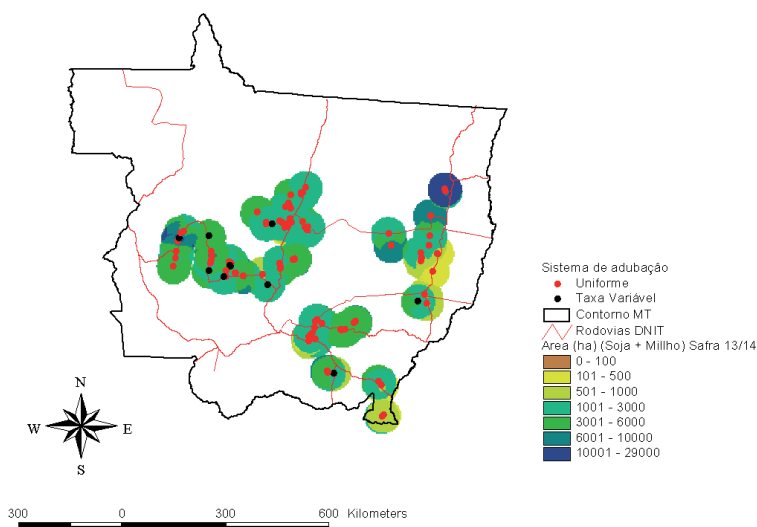 Sistema de adubação
Uniforme
Taxa Variável
Contorno MT
Rodovias DNIT
Area (ha) (Soja + Millho) Safra 13/14
0 - 100
101 - 500
501 - 1000
1001 - 3000
3001 - 6000
6001 - 10000
10001 - 29000
N
W E
S
300 0 300 600 Kilometers